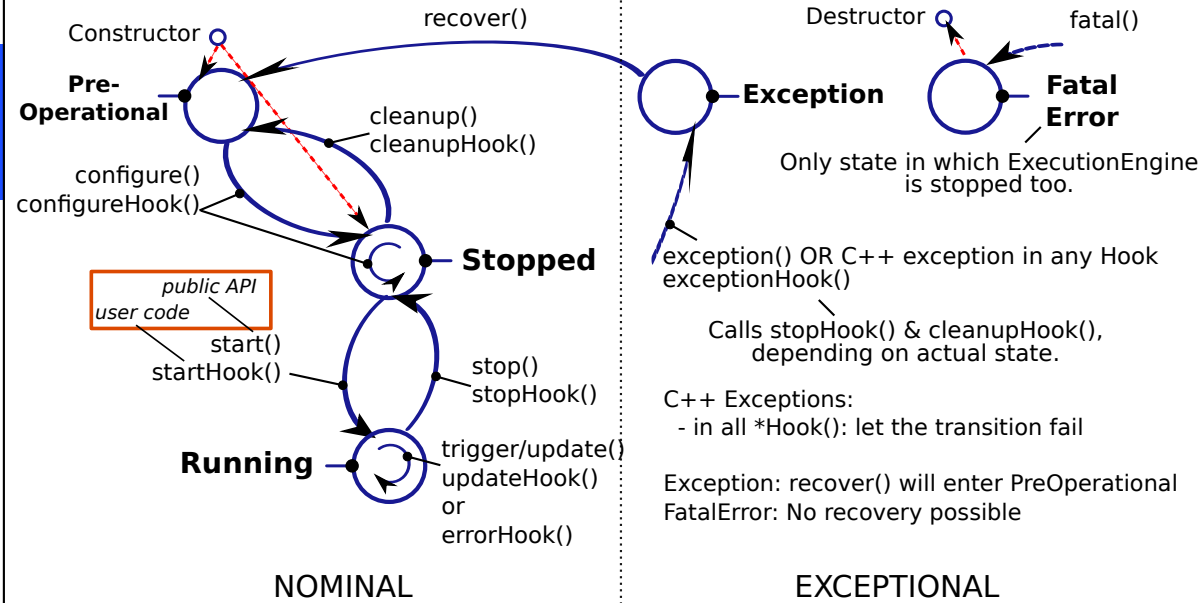 Constructor
recover()
Pre-
Operational
cleanup()
cleanupHook()
configure()
configureHook()
Stopped
public API
user code
start()
startHook()
stop()
stopHook()
Running
trigger/update()
updateHook()
or
errorHook()
NOMINAL
Destructor
fatal()
Exception
Fatal
Error
Only state in which ExecutionEngine
is stopped too.
exception() OR C++ exception in any Hook
exceptionHook()
Calls stopHook() & cleanupHook(),
depending on actual state.
C++ Exceptions:
- in all *Hook(): let the transition fail
Exception: recover() will enter PreOperational
FatalError: No recovery possible
EXCEPTIONAL